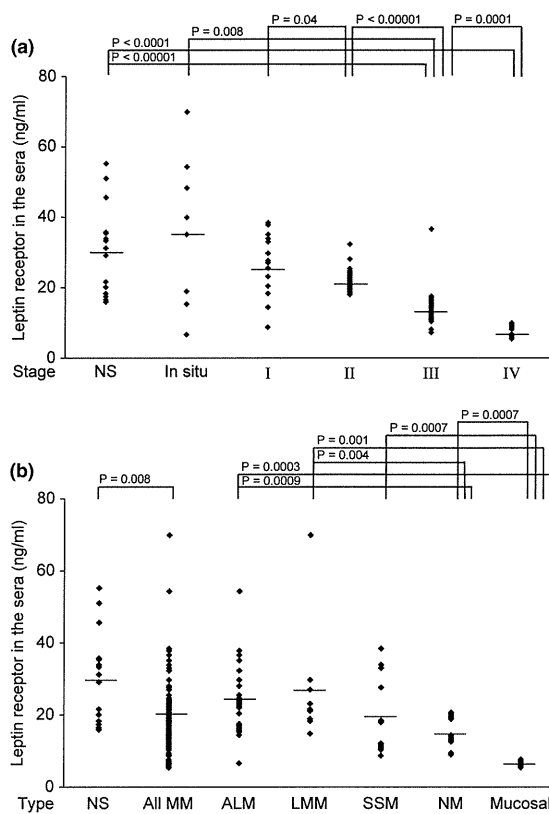 (a)
P = 0.04 P < 0.00001 P = 0.0001
P = 0.008
P < 0.0001
P < 0.00001
Leptin receptor in the sera (ng/ml)
80
60
40
20
0
Stage NS In situ I II III IV
(b)
P = 0.0007
P = 0.0007
P = 0.001
P = 0.004
P = 0.008 P = 0.0003
P = 0.0009
Leptin receptor in the sera (ng/ml)
80
60
40
20
0
Type NS All MM ALM LMM SSM NM Mucosal